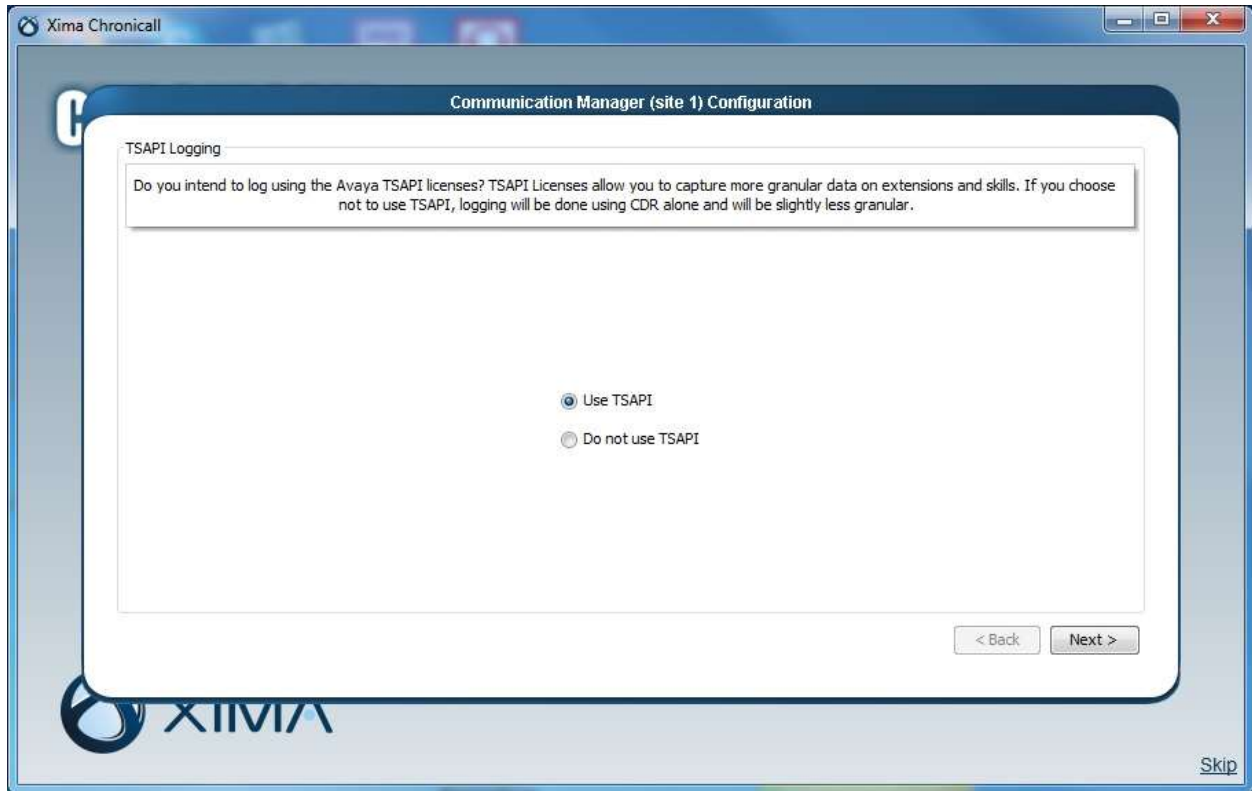 Xima Chronicall
Communication Manager (site 1) Configuration
TSAPI Logging
Do you intend to log using the Avaya TSAPI licenses? TSAPI Licenses allow you to capture more granular data on extensions and skills. If you choose
not to use TSAPI, logging will be done using CDR alone and will be slightly less granular.
Use TSAPI
Do not use TSAPI
< Back Next >
XIMA
Skip